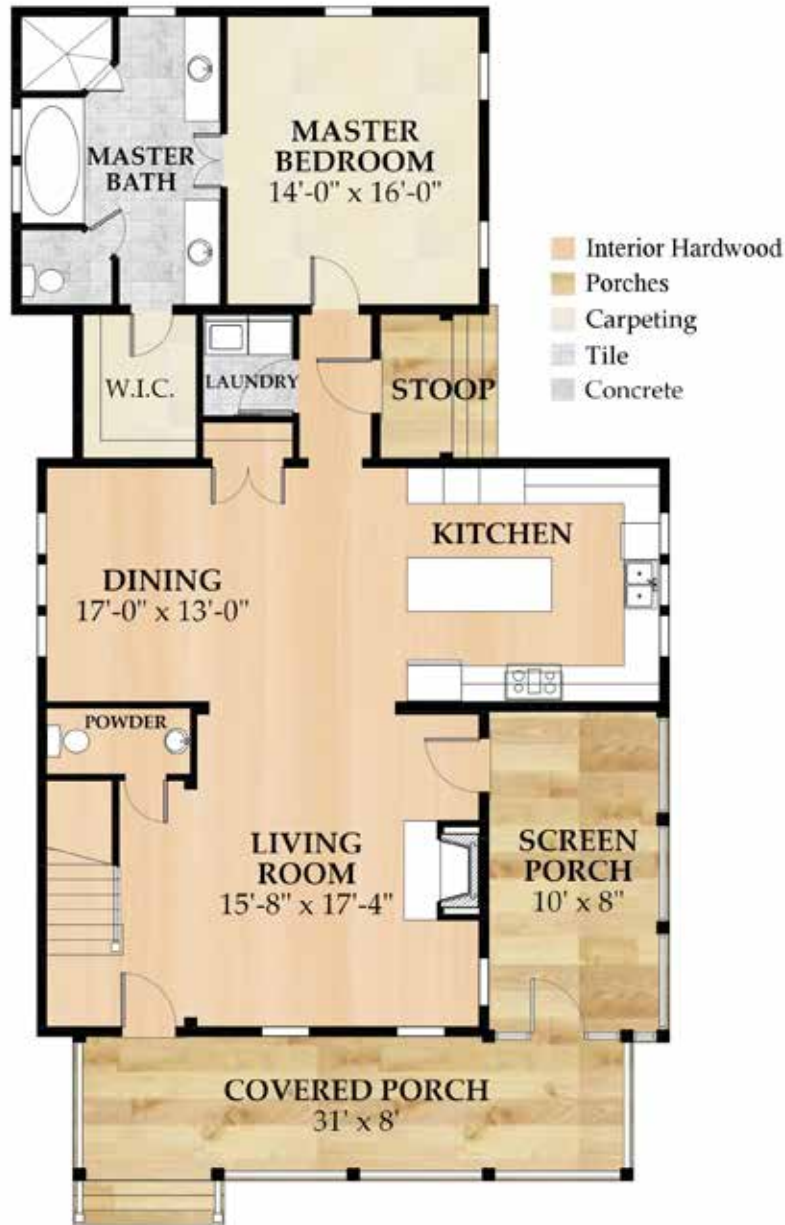 MASTER
BATH
MASTER
BEDROOM
14'-0" x 16'-0"
Interior Hardwood
Porches
Carpeting
Tile
Concrete
W.I.C.
LAUNDRY
STOOP
KITCHEN
DINING
17'-0" x 13'-0"
POWDER
LIVING
ROOM
15'-8" x 17'-4"
SCREEN
PORCH
10' x 8"
COVERED PORCH
31' x 8'